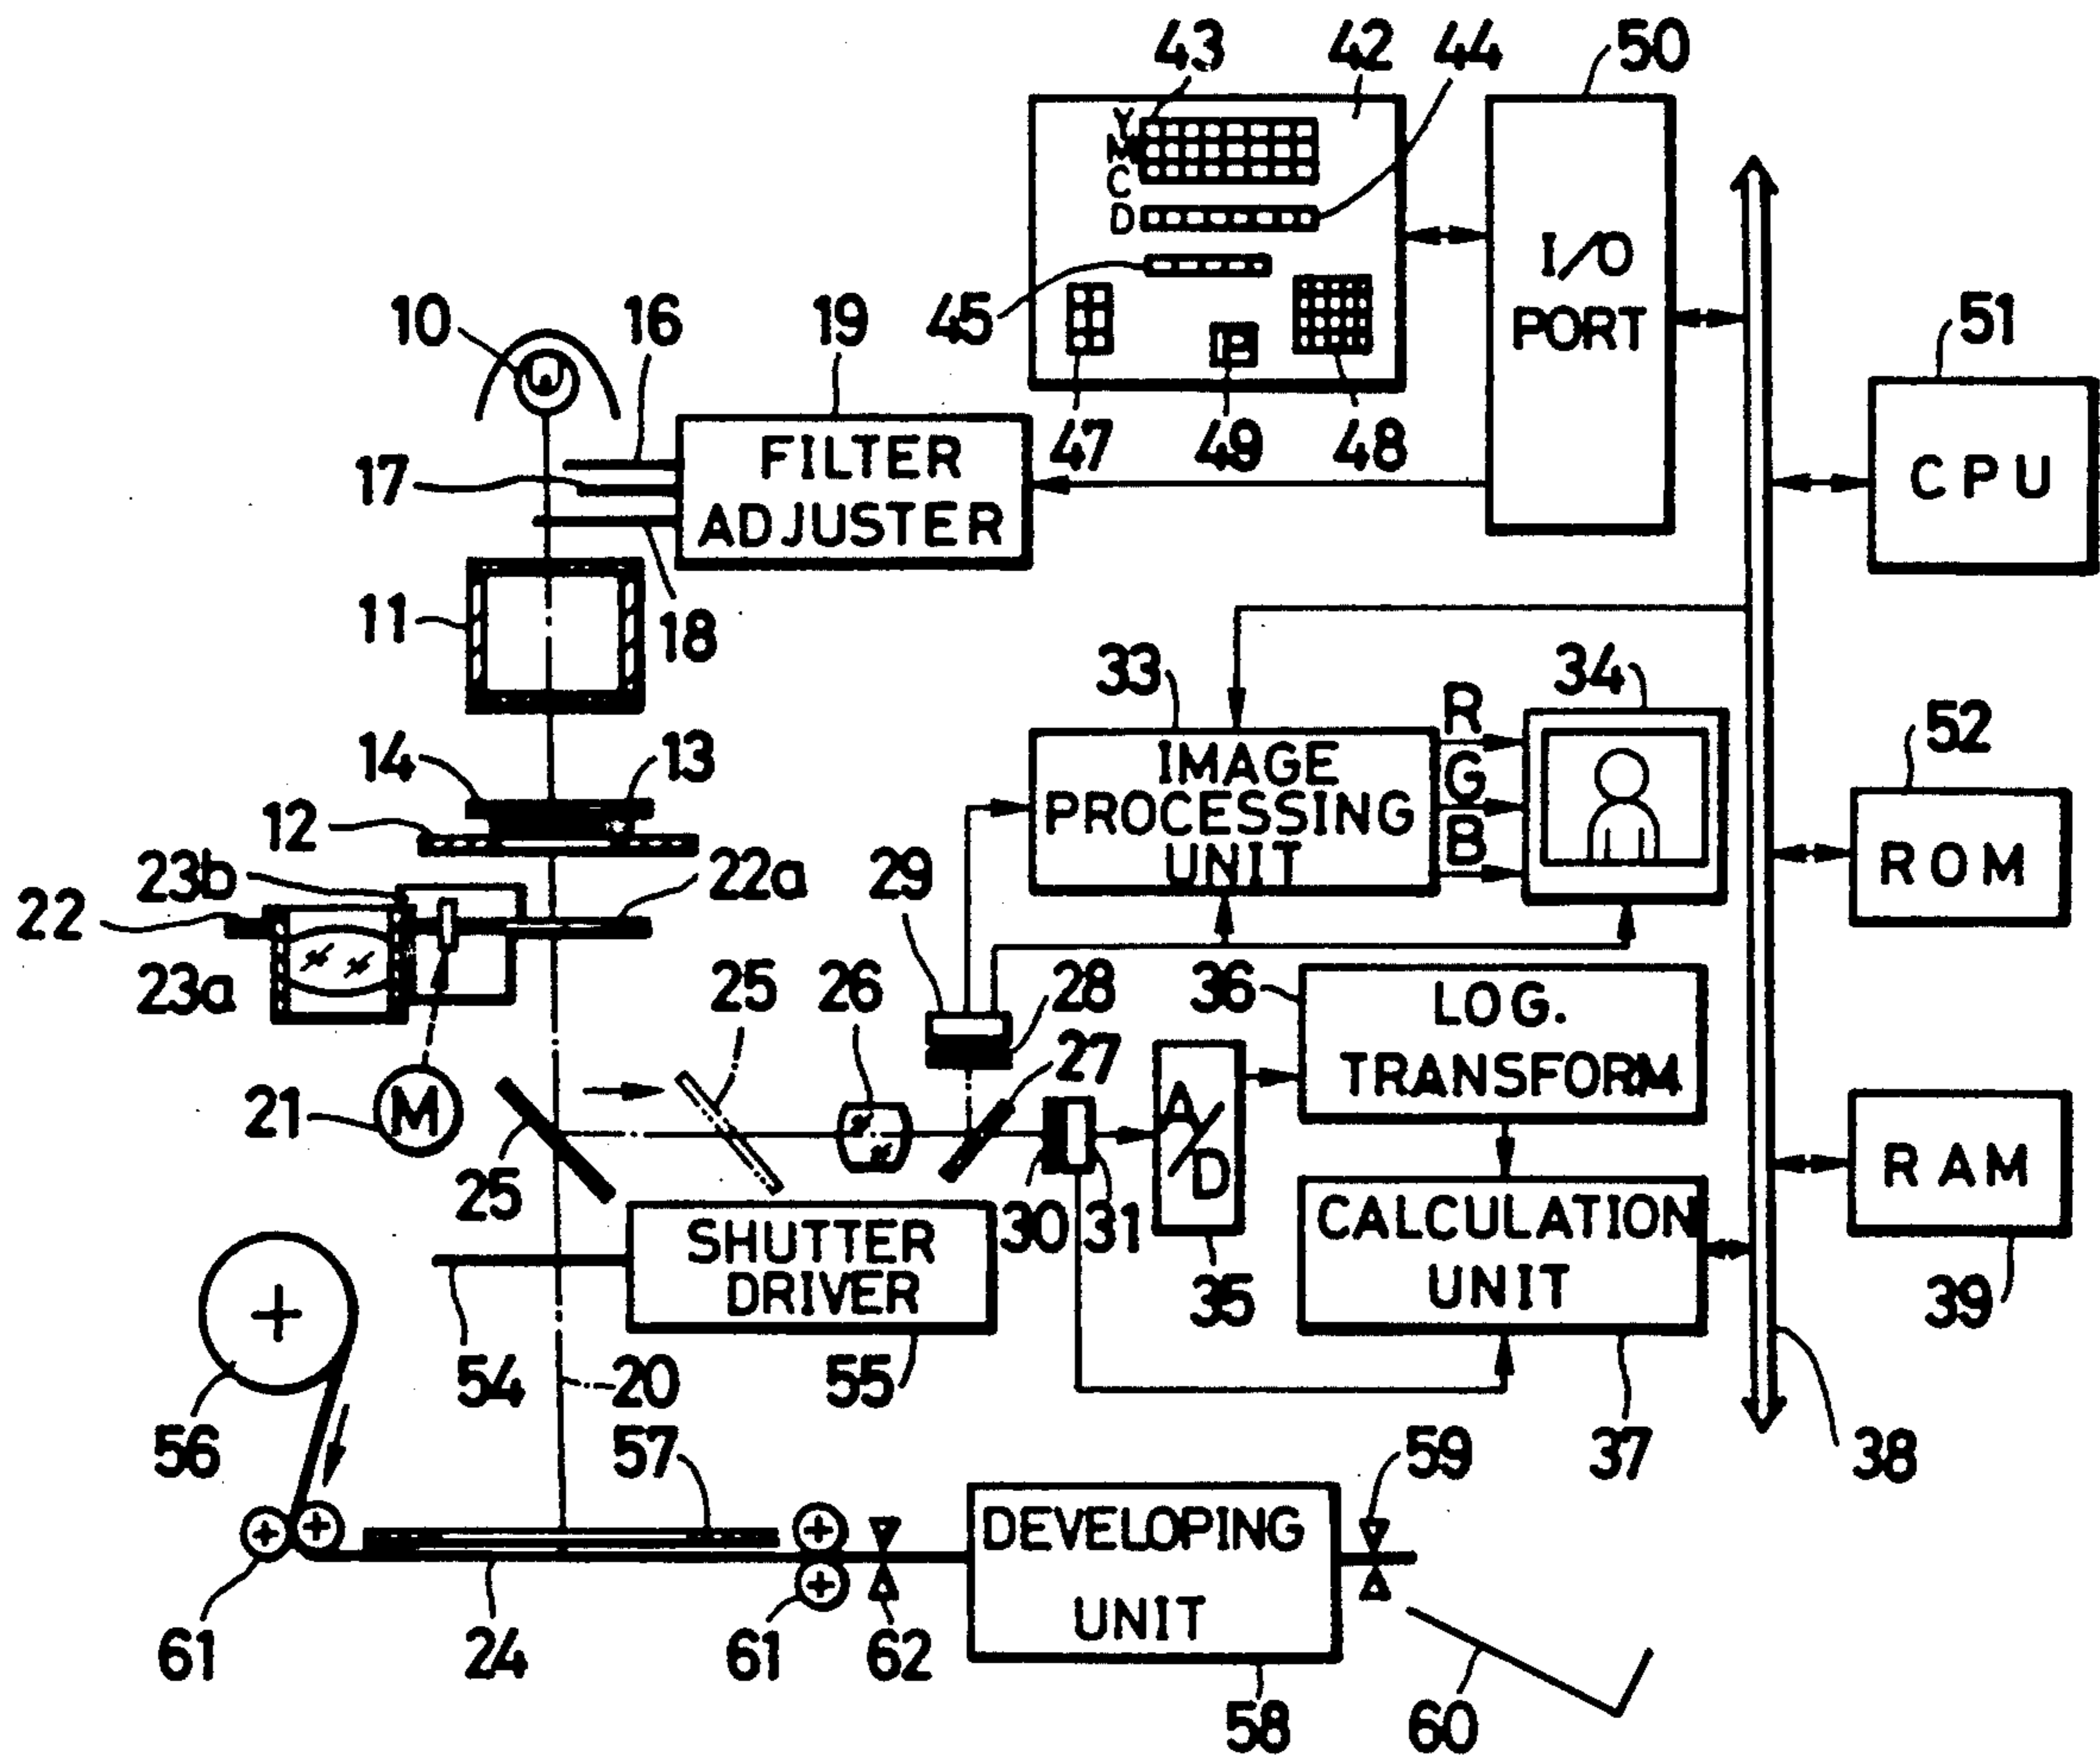 43
42
44
50
Y
M
C
D
I/O
PORT
10
16
19
45
51
47
49
48
17
FILTER
ADJUSTER
CPU
11
18
33
34
R
G
B
52
14
13
IMAGE
PROCESSING
UNIT
12
23b
22a
29
ROM
22
23a
25
26
28
36
LOG.
TRANSFORM
27
21
M
A/D
25
30
31
RAM
SHUTTER
DRIVER
35
CALCULATION
UNIT
39
54
20
55
56
57
59
37
38
DEVELOPING
UNIT
61
24
61
62
58
60